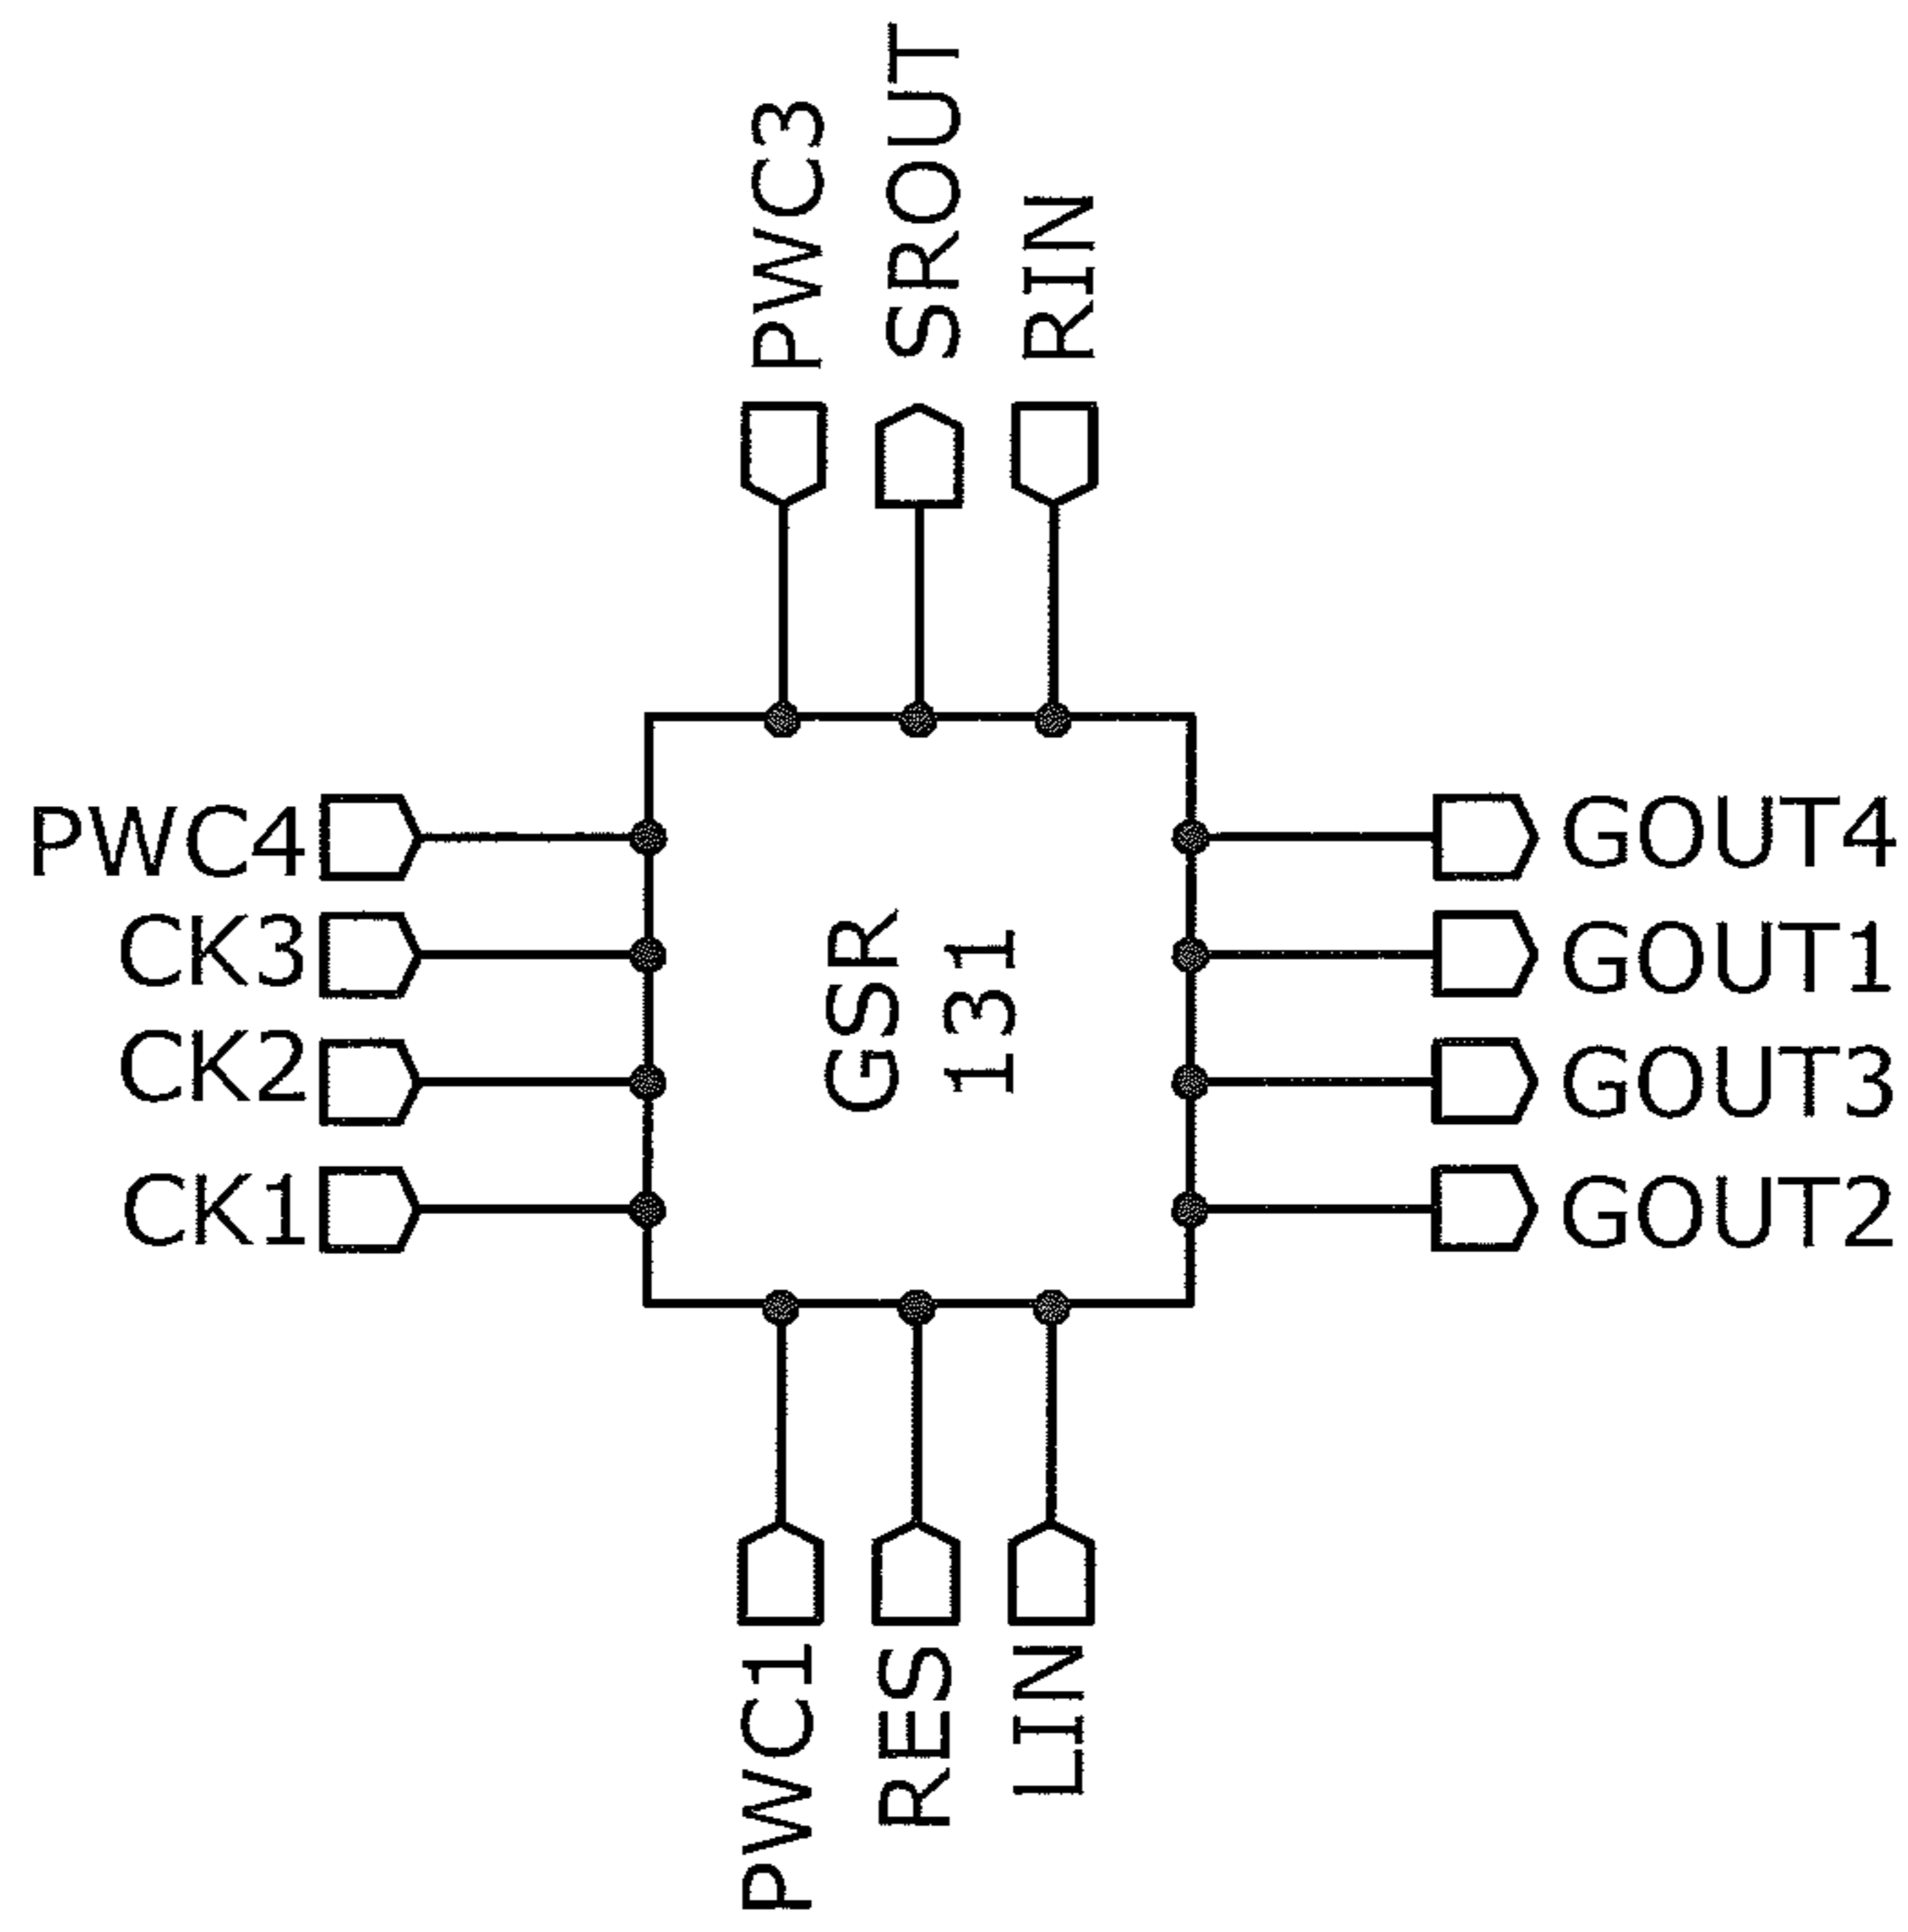 PWC3
SROUT
RIN
PWC4
CK3
CK2
CK1
GSR
131
GOUT4
GOUT1
GOUT3
GOUT2
PWC1
RES
LIN